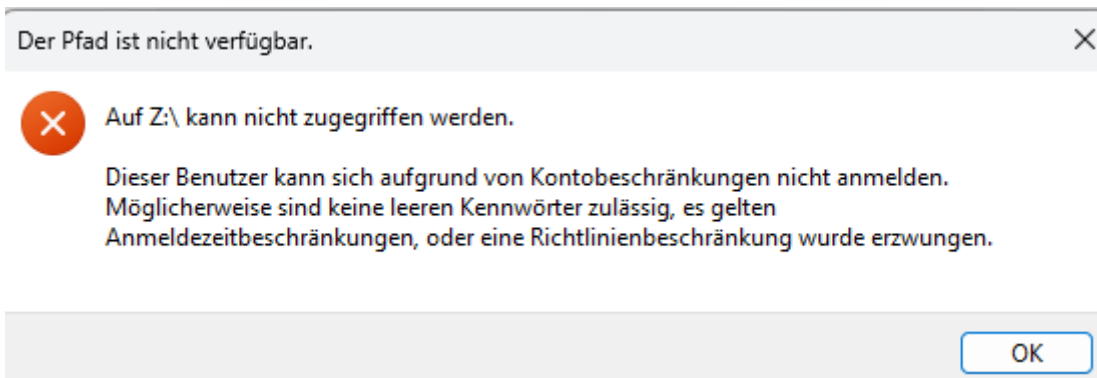 Der Pfad ist nicht verfügbar.
Auf Z:\ kann nicht zugegriffen werden.
Dieser Benutzer kann sich aufgrund von Kontobeschränkungen nicht anmelden.
Möglicherweise sind keine leeren Kennwörter zulässig, es gelten
Anmeldezeitbeschränkungen, oder eine Richtlinienbeschränkung wurde erzwungen.
OK